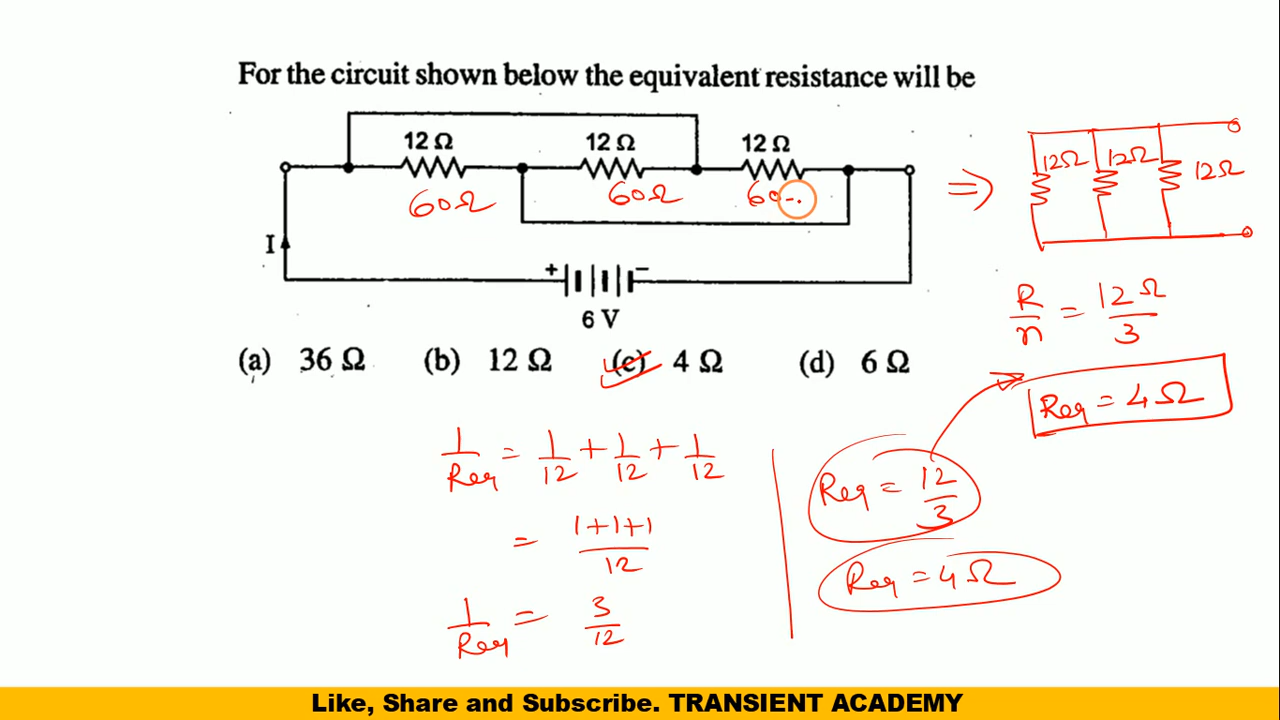 For the circuit shown below the equivalent resistance will be
12 Ω 12 Ω 12 Ω
60Ω 60Ω 60
I
+ −
6 V
(a) 36 Ω (b) 12 Ω (c) 4 Ω (d) 6 Ω
⇒ 12Ω 12Ω 12Ω
R/n = 12Ω/3
Req = 4Ω
1/Req = 1/12 + 1/12 + 1/12
= 1+1+1/12
1/Req = 3/12
Req = 12/3
Req = 4Ω
Like, Share and Subscribe. TRANSIENT ACADEMY